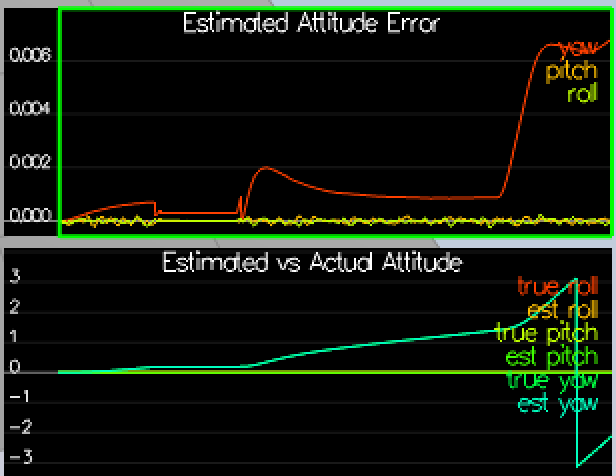 Estimated Attitude Error
0.006
0.004
0.002
0.000
yaw
pitch
roll
Estimated vs Actual Attitude
3
2
1
0
-1
-2
-3
true roll
est roll
true pitch
est pitch
true yaw
est yaw